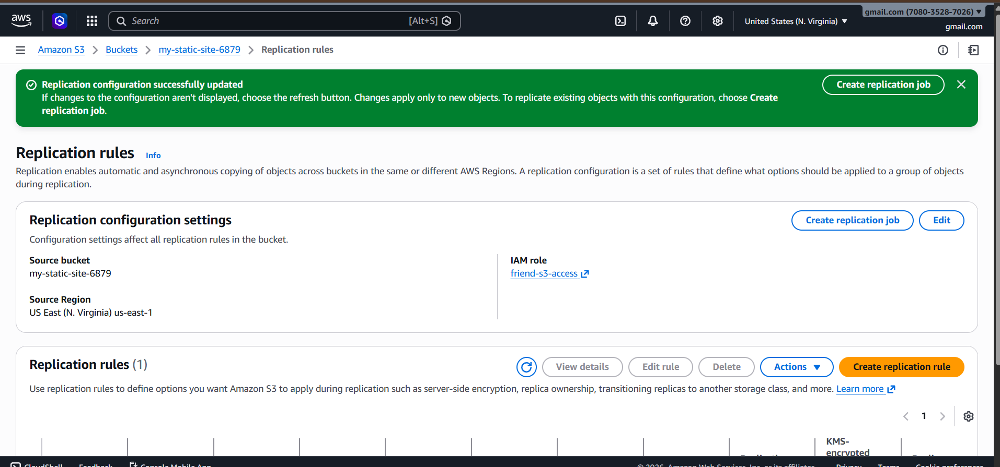 aws
Search
[Alt+S]
United States (N. Virginia)
gmail.com (7080-3528-7026)
gmail.com
Amazon S3
Buckets
my-static-site-6879
Replication rules
Replication configuration successfully updated
If changes to the configuration aren't displayed, choose the refresh button. Changes apply only to new objects. To replicate existing objects with this configuration, choose Create
replication job.
Create replication job
Replication rules
Info
Replication enables automatic and asynchronous copying of objects across buckets in the same or different AWS Regions. A replication configuration is a set of rules that define what options should be applied to a group of objects
during replication.
Replication configuration settings
Create replication job
Edit
Configuration settings affect all replication rules in the bucket.
Source bucket
my-static-site-6879
IAM role
friend-s3-access
Source Region
US East (N. Virginia) us-east-1
Replication rules (1)
View details
Edit rule
Delete
Actions
Create replication rule
Use replication rules to define options you want Amazon S3 to apply during replication such as server-side encryption, replica ownership, transitioning replicas to another storage class, and more. Learn more
1
KMS-
encrypted
CloudShell
Feedback
Console Mobile App
© 2026, Amazon Web Services, Inc. or its affiliates.
Privacy
Terms
Cookie preferences